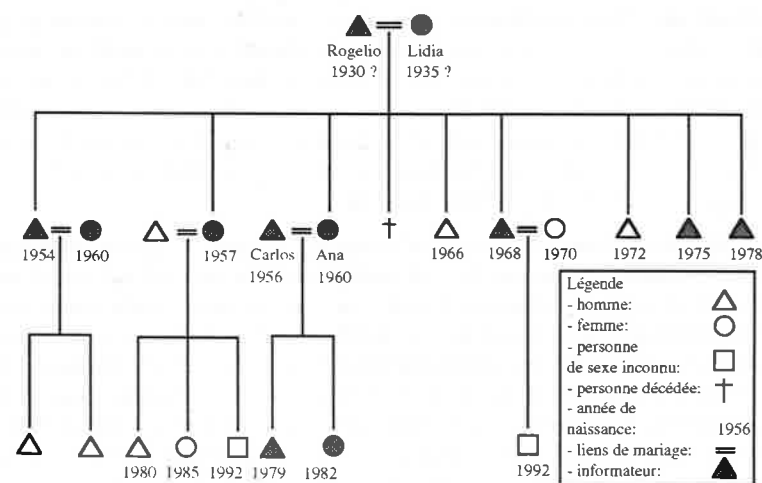 Rogelio Lidia
1930 ? 1935 ?
1954 1960 1957 Carlos Ana 1966 1968 1970 1972 1975 1978
1956 1960
1980 1985 1992 1979 1982 1992
Légende
- homme:
- femme:
- personne
de sexe inconnu:
- personne décédée:
- année de
naissance: 1956
- liens de mariage:
- informateur: